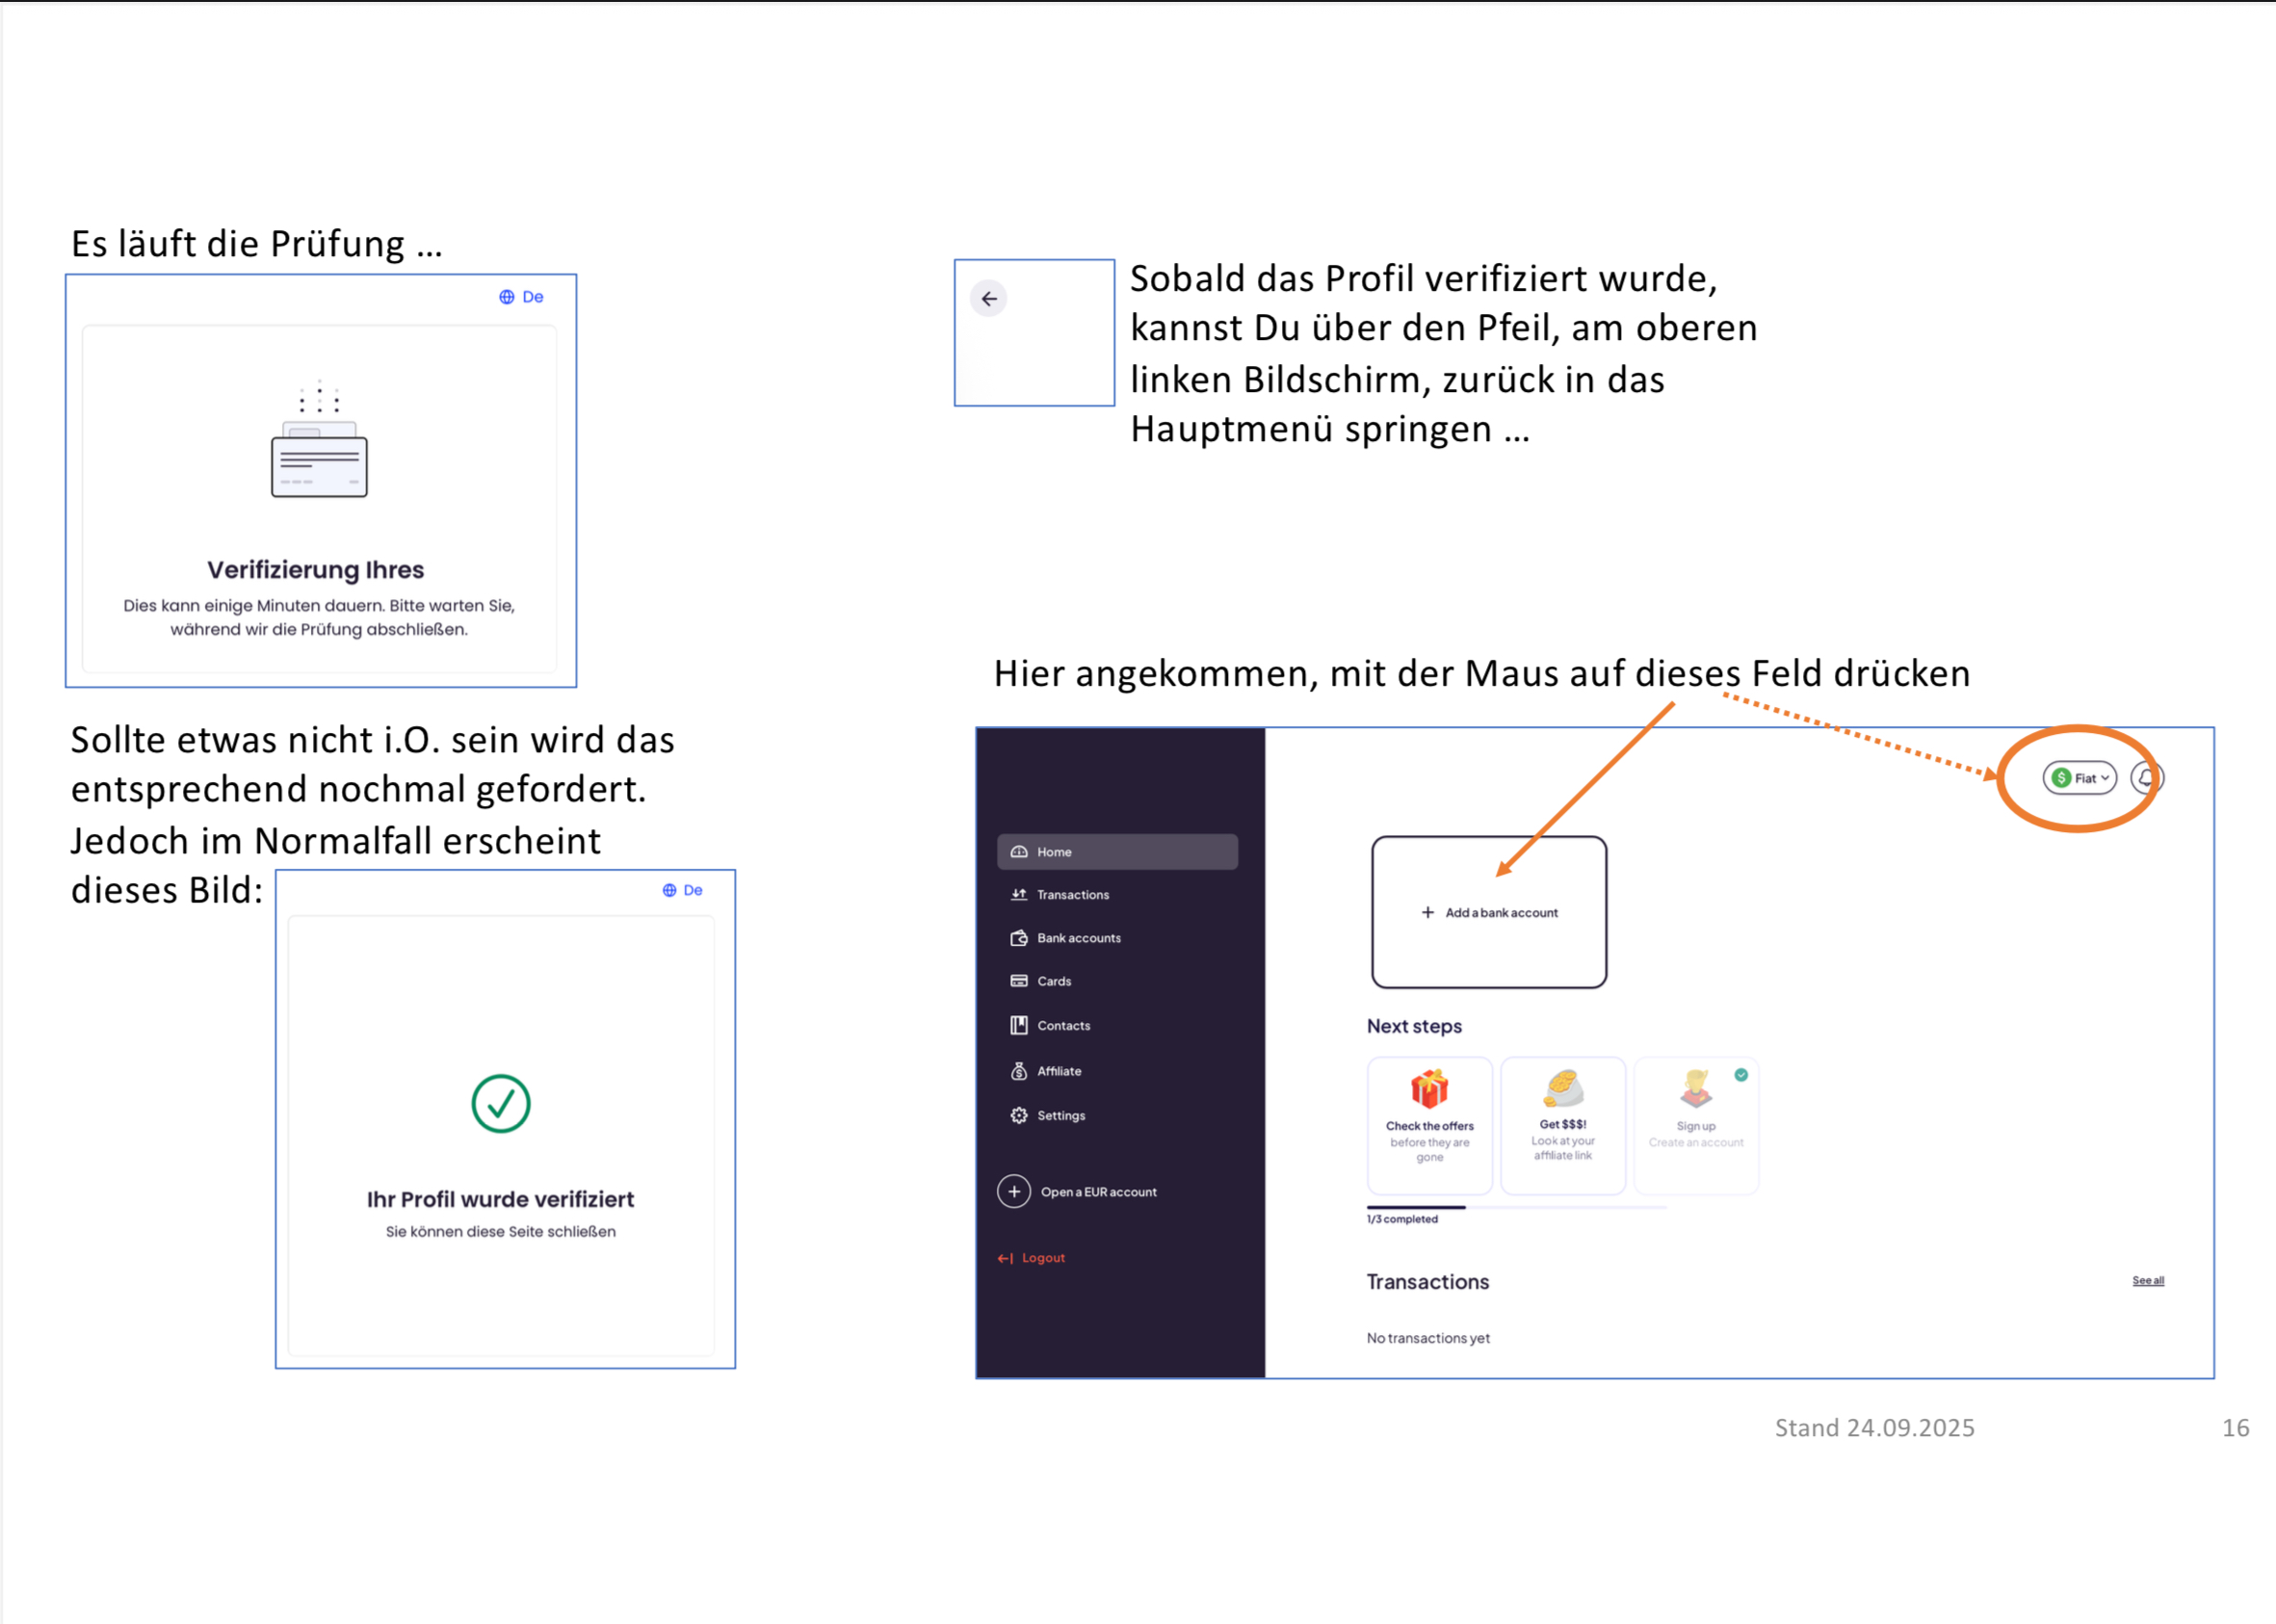 Es läuft die Prüfung ...
De
Verifizierung Ihres
Dies kann einige Minuten dauern. Bitte warten Sie,
während wir die Prüfung abschließen.
Sollte etwas nicht i.O. sein wird das
entsprechend nochmal gefordert.
Jedoch im Normalfall erscheint
dieses Bild:
De
Ihr Profil wurde verifiziert
Sie können diese Seite schließen
Sobald das Profil verifiziert wurde,
kannst Du über den Pfeil, am oberen
linken Bildschirm, zurück in das
Hauptmenü springen ...
Hier angekommen, mit der Maus auf dieses Feld drücken
$ Fiat
Home
Transactions
Bank accounts
Cards
Contacts
Affiliate
Settings
+ Open a EUR account
Logout
+ Add a bank account
Next steps
Check the offers
before they are
gone
Get $$$!
Look at your
affiliate link
Sign up
Create an account
1/3 completed
Transactions
See all
No transactions yet
Stand 24.09.2025
16